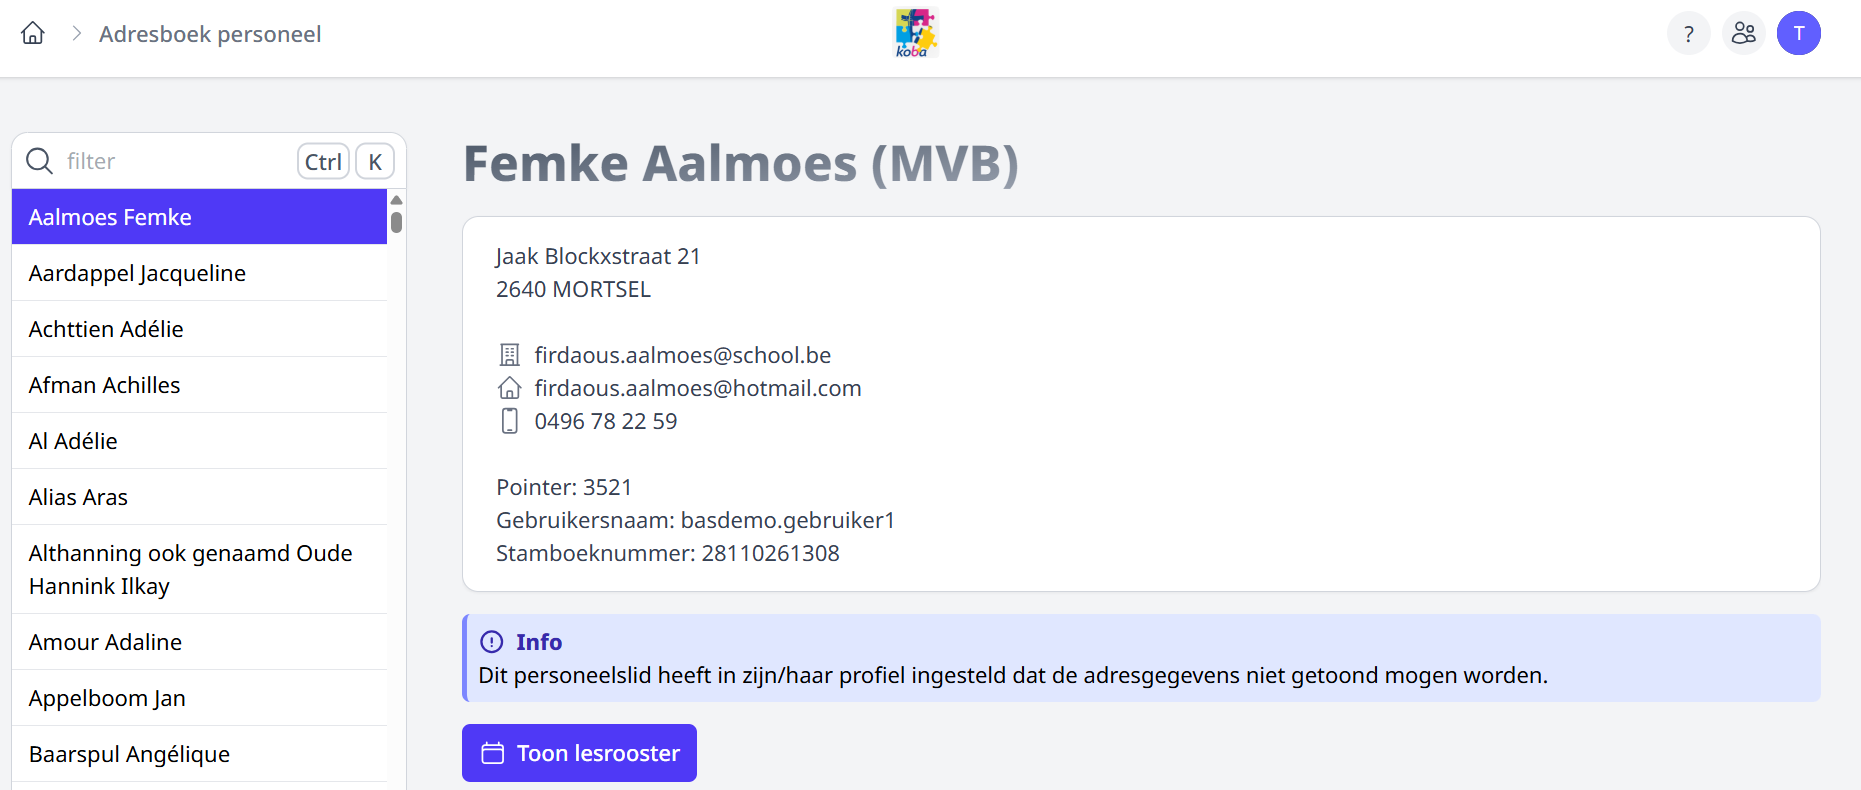 Adresboek personeel
koba
?
T
filter
Ctrl
K
Aalmoes Femke
Aardappel Jacqueline
Achttien Adélie
Afman Achilles
Al Adélie
Alias Aras
Althanning ook genaamd Oude
Hannink Ilkay
Amour Adaline
Appelboom Jan
Baarspul Angélique
Femke Aalmoes (MVB)
Jaak Blockxstraat 21
2640 MORTSEL
firdaous.aalmoes@school.be
firdaous.aalmoes@hotmail.com
0496 78 22 59
Pointer: 3521
Gebruikersnaam: basdemo.gebruiker1
Stamboeknummer: 28110261308
Info
Dit personeelslid heeft in zijn/haar profiel ingesteld dat de adresgegevens niet getoond mogen worden.
Toon lesrooster